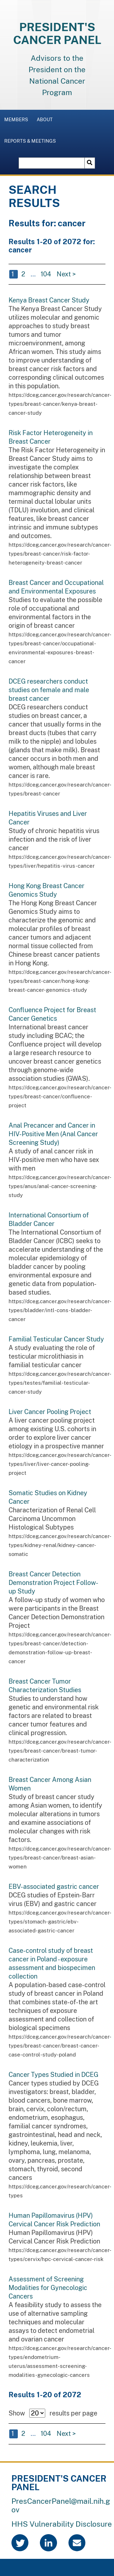 PRESIDENT'S
CANCER PANEL
Advisors to the
President on the
National Cancer
Program
MEMBERS ABOUT
REPORTS & MEETINGS
SEARCH
RESULTS
Results for: cancer
Results 1-20 of 2072 for:
cancer
1 2 ... 104 Next >
Kenya Breast Cancer Study
The Kenya Breast Cancer Study
utilized molecular and genomic
approaches to study breast
tumors and tumor
microenvironment, among
African women. This study aims
to improve understanding of
breast cancer risk factors and
corresponding clinical outcomes
in this population.
https://dceg.cancer.gov/research/cancer-
types/breast-cancer/kenya-breast-
cancer-study
Risk Factor Heterogeneity in
Breast Cancer
The Risk Factor Heterogeneity in
Breast Cancer Study aims to
investigate the complex
relationship between breast
cancer risk factors, like
mammographic density and
terminal ductal lobular units
(TDLU) involution, and clinical
features, like breast cancer
intrinsic subtypes and
outcomes.
https://dceg.cancer.gov/research/cancer-
types/breast-cancer/risk-factor-
heterogeneity-breast-cancer
Breast Cancer and Occupational
and Environmental Exposures
Studies to evaluate the possible
role of occupational and
environmental factors in the
origin of breast cancer
https://dceg.cancer.gov/research/cancer-
types/breast-cancer/occupational-
environmental-exposures-breast-
cancer
DCEG researchers conduct
studies on female and male
breast cancer
DCEG researchers conduct
studies on breast cancer, a
cancer that usually forms in the
breast ducts (tubes that carry
milk to the nipple) and lobules
(glands that make milk). Breast
cancer occurs in both men and
women, although male breast
cancer is rare.
https://dceg.cancer.gov/research/cancer-
types/breast-cancer
Hepatitis Viruses and Liver
Cancer
Study of chronic hepatitis virus
infection and the risk of liver
cancer
https://dceg.cancer.gov/research/cancer-
types/liver/hepatitis-virus-cancer
Hong Kong Breast Cancer
Genomics Study
The Hong Kong Breast Cancer
Genomics Study aims to
characterize the genomic and
molecular profiles of breast
cancer tumors and adjacent
normal tissue collected from
Chinese breast cancer patients
in Hong Kong.
https://dceg.cancer.gov/research/cancer-
types/breast-cancer/hong-kong-
breast-cancer-genomics-study
Confluence Project for Breast
Cancer Genetics
International breast cancer
study including BCAC; the
Confluence project will develop
a large research resource to
uncover breast cancer genetics
through genome-wide
association studies (GWAS).
https://dceg.cancer.gov/research/cancer-
types/breast-cancer/confluence-
project
Anal Precancer and Cancer in
HIV-Positive Men (Anal Cancer
Screening Study)
A study of anal cancer risk in
HIV-positive men who have sex
with men
https://dceg.cancer.gov/research/cancer-
types/anus/anal-cancer-screening-
study
International Consortium of
Bladder Cancer
The International Consortium of
Bladder Cancer (ICBC) seeks to
accelerate understanding of the
molecular epidemiology of
bladder cancer by pooling
environmental exposure and
genetic data from population-
based studies.
https://dceg.cancer.gov/research/cancer-
types/bladder/intl-cons-bladder-
cancer
Familial Testicular Cancer Study
A study evaluating the role of
testicular microlithiasis in
familial testicular cancer
https://dceg.cancer.gov/research/cancer-
types/testes/familial-testicular-
cancer-study
Liver Cancer Pooling Project
A liver cancer pooling project
among existing U.S. cohorts in
order to explore liver cancer
etiology in a prospective manner
https://dceg.cancer.gov/research/cancer-
types/liver/liver-cancer-pooling-
project
Somatic Studies on Kidney
Cancer
Characterization of Renal Cell
Carcinoma Uncommon
Histological Subtypes
https://dceg.cancer.gov/research/cancer-
types/kidney-renal/kidney-cancer-
somatic
Breast Cancer Detection
Demonstration Project Follow-
up Study
A follow-up study of women who
were participants in the Breast
Cancer Detection Demonstration
Project
https://dceg.cancer.gov/research/cancer-
types/breast-cancer/detection-
demonstration-follow-up-breast-
cancer
Breast Cancer Tumor
Characterization Studies
Studies to understand how
genetic and environmental risk
factors are related to breast
cancer tumor features and
clinical progression.
https://dceg.cancer.gov/research/cancer-
types/breast-cancer/breast-tumor-
characterization
Breast Cancer Among Asian
Women
Study of breast cancer study
among Asian women, to identify
molecular alterations in tumors
and examine associations of
molecular changes with risk
factors.
https://dceg.cancer.gov/research/cancer-
types/breast-cancer/breast-asian-
women
EBV-associated gastric cancer
DCEG studies of Epstein-Barr
virus (EBV) and gastric cancer
https://dceg.cancer.gov/research/cancer-
types/stomach-gastric/ebv-
associated-gastric-cancer
Case-control study of breast
cancer in Poland - exposure
assessment and biospecimen
collection
A population-based case-control
study of breast cancer in Poland
that combines state-of- the art
techniques of exposure
assessment and collection of
biological specimens
https://dceg.cancer.gov/research/cancer-
types/breast-cancer/breast-cancer-
case-control-study-poland
Cancer Types Studied in DCEG
Cancer types studied by DCEG
investigators: breast, bladder,
blood cancers, bone marrow,
brain, cervix, colon/rectum,
endometrium, esophagus,
familial cancer syndromes,
gastrointestinal, head and neck,
kidney, leukemia, liver,
lymphoma, lung, melanoma,
ovary, pancreas, prostate,
stomach, thyroid, second
cancers
https://dceg.cancer.gov/research/cancer-
types
Human Papillomavirus (HPV)
Cervical Cancer Risk Prediction
Human Papillomavirus (HPV)
Cervical Cancer Risk Prediction
https://dceg.cancer.gov/research/cancer-
types/cervix/hpc-cervical-cancer-risk
Assessment of Screening
Modalities for Gynecologic
Cancers
A feasibility study to assess the
use of alternative sampling
techniques and molecular
assays to detect endometrial
and ovarian cancer
https://dceg.cancer.gov/research/cancer-
types/endometrium-
uterus/assessment-screening-
modalities-gynecologic-cancers
Results 1-20 of 2072
Show 20 results per page
1 2 ... 104 Next >
PRESIDENT'S CANCER
PANEL
PresCancerPanel@mail.nih.g
ov
HHS Vulnerability Disclosure